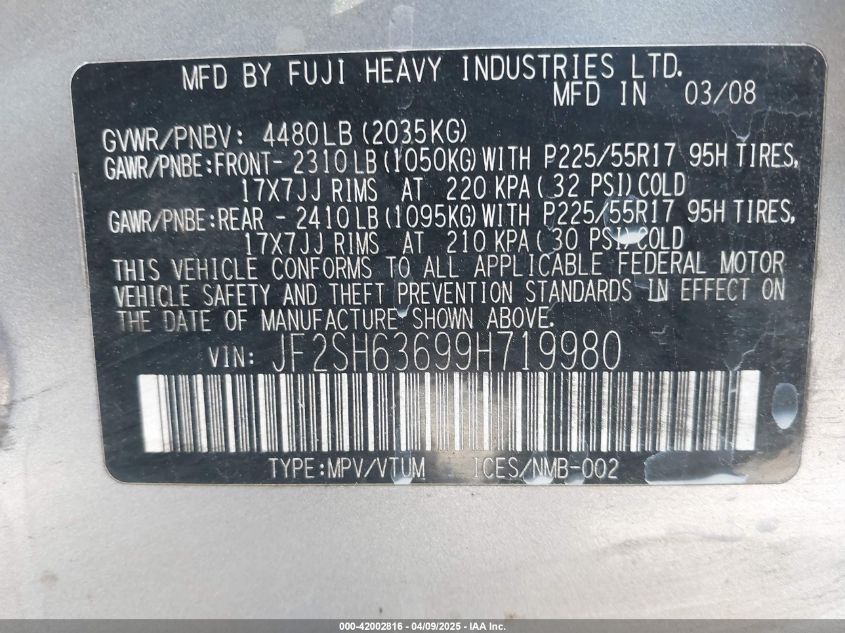 MFD BY FUJI HEAVY INDUSTRIES LTD.
MFD IN 03/08
GVWR/PNBV: 4480LB(2035KG)
GAWR/PNBE:FRONT-2310LB(1050KG)WITH P225/55R17 95H TIRES,
17X7JJ RIMS AT 220 KPA(32 PSI)COLD
GAWR/PNBE:REAR -2410LB(1095KG)WITH P225/55R17 95H TIRES,
17X7JJ RIMS AT 210 KPA(30 PSI)COLD
THIS VEHICLE CONFORMS TO ALL APPLICABLE FEDERAL MOTOR
VEHICLE SAFETY AND THEFT PREVENTION STANDARDS IN EFFECT ON
THE DATE OF MANUFACTURE SHOWN ABOVE.
VIN: JF2SH63699H719980
TYPE:MPV/VTUM ICES/NMB-002
000-42002816 - 04/09/2025 - IAA Inc.